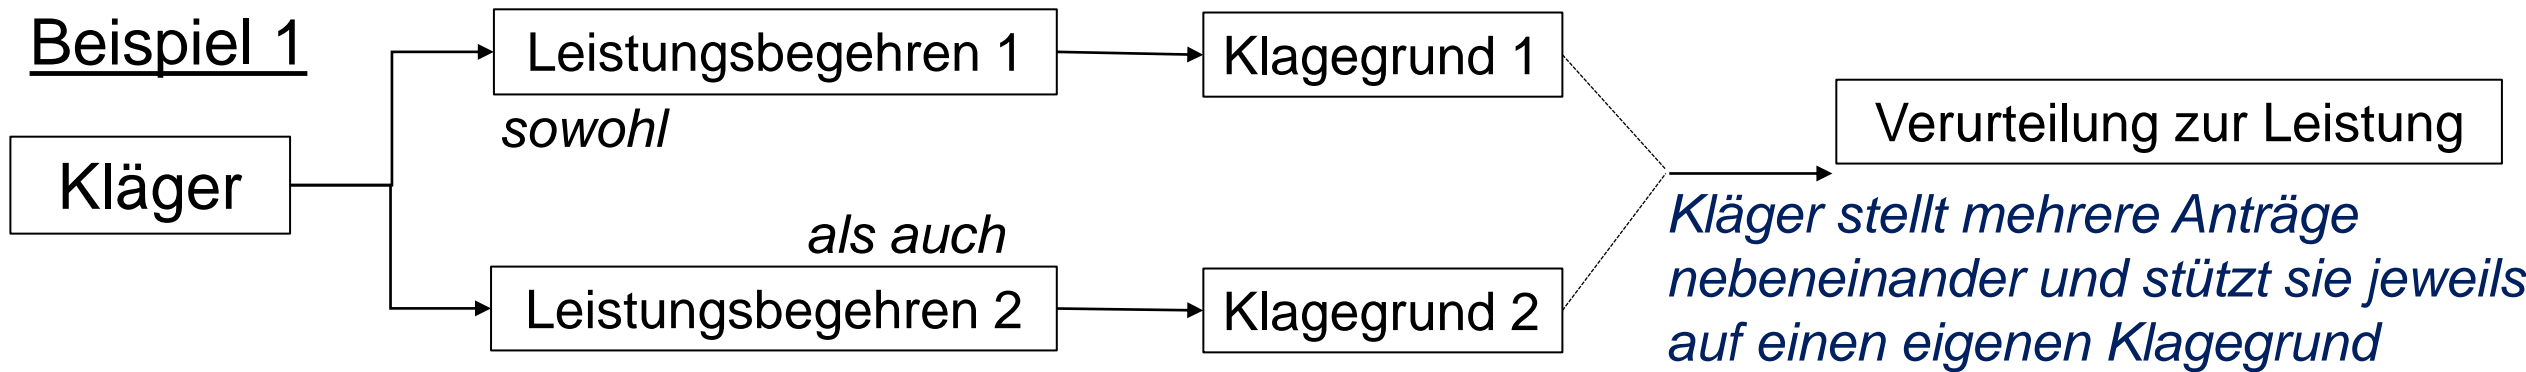 Beispiel 1
Leistungsbegehren 1
Klagegrund 1
Verurteilung zur Leistung
sowohl
Kläger
als auch
Kläger stellt mehrere Anträge
nebeneinander und stützt sie jeweils
auf einen eigenen Klagegrund
Leistungsbegehren 2
Klagegrund 2